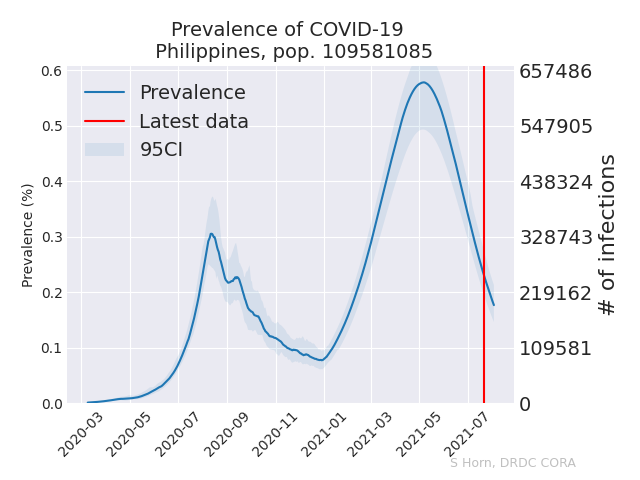 Prevalence of COVID-19
Philippines, pop. 109581085
Prevalence
Latest data
95CI
Prevalence (%)
0.6
0.5
0.4
0.3
0.2
0.1
0.0
657486
547905
438324
328743
219162
109581
0
# of infections
2020-03
2020-05
2020-07
2020-09
2020-11
2021-01
2021-03
2021-05
2021-07
S Horn, DRDC CORA